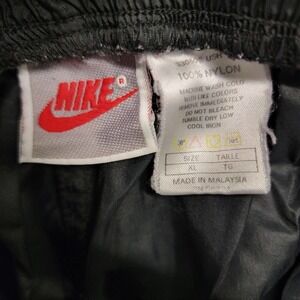 NIKE®
100% NYLON
MACHINE WASH COLD
WITH LIKE COLORS
REMOVE IMMEDIATELY
DO NOT BLEACH
TUMBLE DRY LOW
COOL IRON
SIZE TAILLE
XL TG
MADE IN MALAYSIA